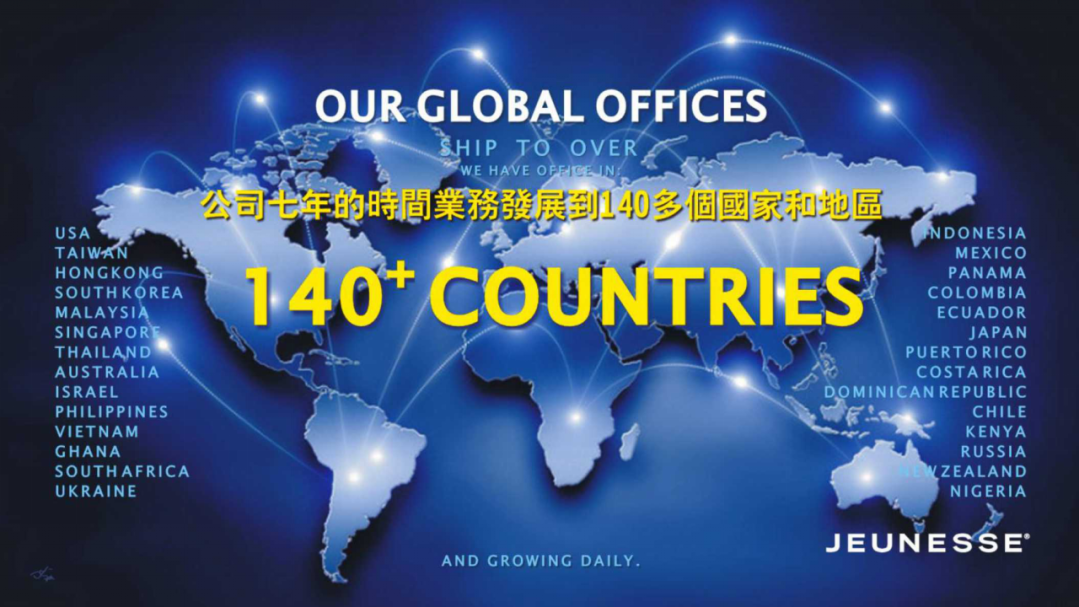 OUR GLOBAL OFFICES
SHIP TO OVER
WE HAVE OFFICE IN:
公司七年的時間業務發展到140多個國家和地區
140+ COUNTRIES
USA
TAIWAN
HONGKONG
SOUTHKOREA
MALAYSIA
SINGAPORE
THAILAND
AUSTRALIA
ISRAEL
PHILIPPINES
VIETNAM
GHANA
SOUTHAFRICA
UKRAINE
INDONESIA
MEXICO
PANAMA
COLOMBIA
ECUADOR
JAPAN
PUERTORICO
COSTARICA
DOMINICANREPUBLIC
CHILE
KENYA
RUSSIA
NEWZEALAND
NIGERIA
JEUNESSE®
AND GROWING DAILY.